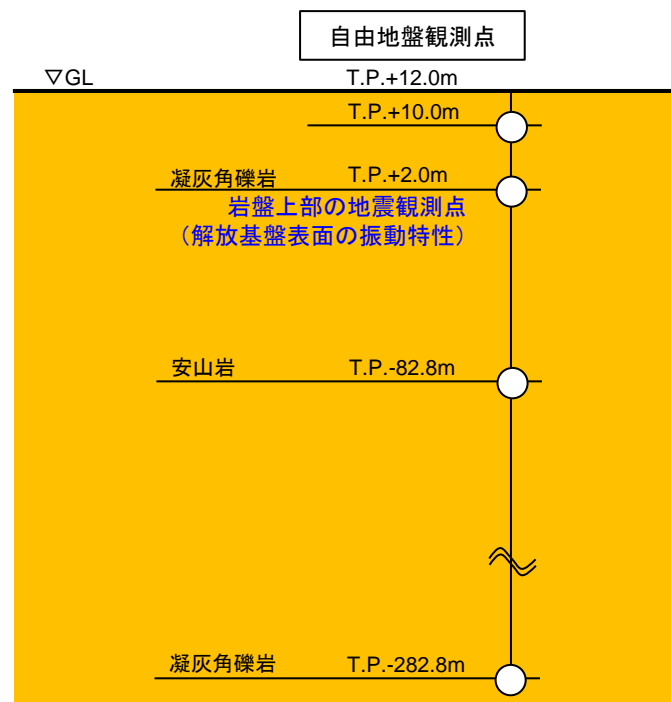 自由地盤観測点
▽GL T.P.+12.0m
T.P.+10.0m
凝灰角礫岩 T.P.+2.0m
岩盤上部の地震観測点
（解放基盤表面の振動特性）
安山岩 T.P.-82.8m
凝灰角礫岩 T.P.-282.8m